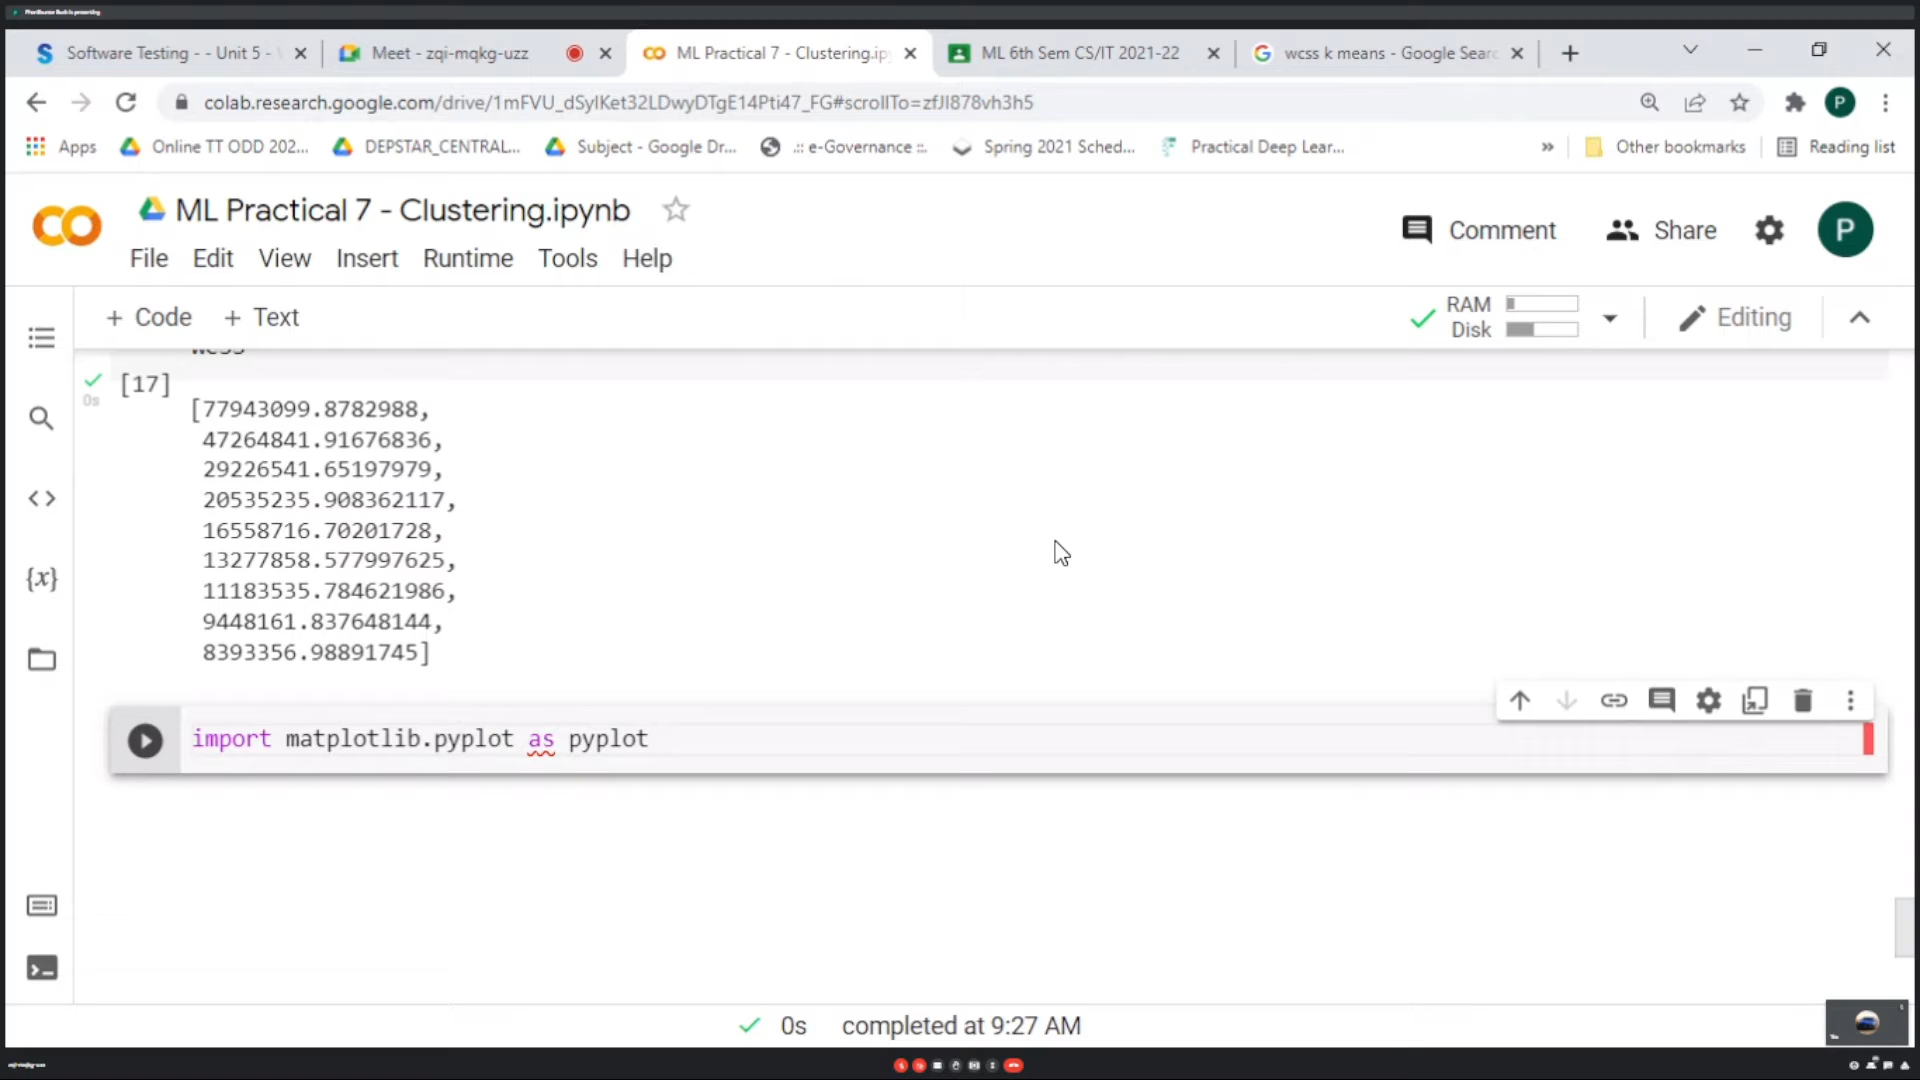 Software Testing - - Unit 5 -
Meet - zqi-mqkg-uzz
ML Practical 7 - Clustering.ip
ML 6th Sem CS/IT 2021-22
wcss k means - Google Searc
colab.research.google.com/drive/1mFVU_dSylKet32LDwyDTgE14Pti47_FG#scrollTo=zfJl878vh3h5
P
Apps
Online TT ODD 202...
DEPSTAR_CENTRAL...
Subject - Google Dr...
.:: e-Governance ::.
Spring 2021 Sched...
Practical Deep Lear...
»
Other bookmarks
Reading list
ML Practical 7 - Clustering.ipynb
Comment
Share
P
File Edit View Insert Runtime Tools Help
+ Code + Text
RAM
Disk
Editing
wcss
[17]
0s
[77943099.8782988,
47264841.91676836,
29226541.65197979,
20535235.908362117,
16558716.70201728,
13277858.577997625,
11183535.784621986,
9448161.837648144,
8393356.98891745]
import matplotlib.pyplot as pyplot
0s completed at 9:27 AM